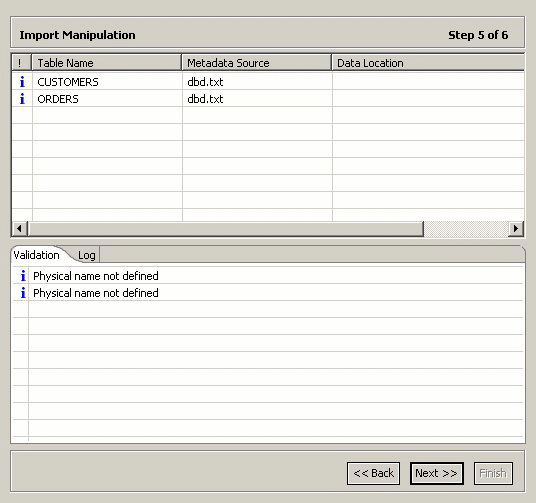 Import Manipulation Step 5 of 6
! Table Name Metadata Source Data Location
i CUSTOMERS dbd.txt
i ORDERS dbd.txt
Validation Log
i Physical name not defined
i Physical name not defined
<< Back Next >> Finish